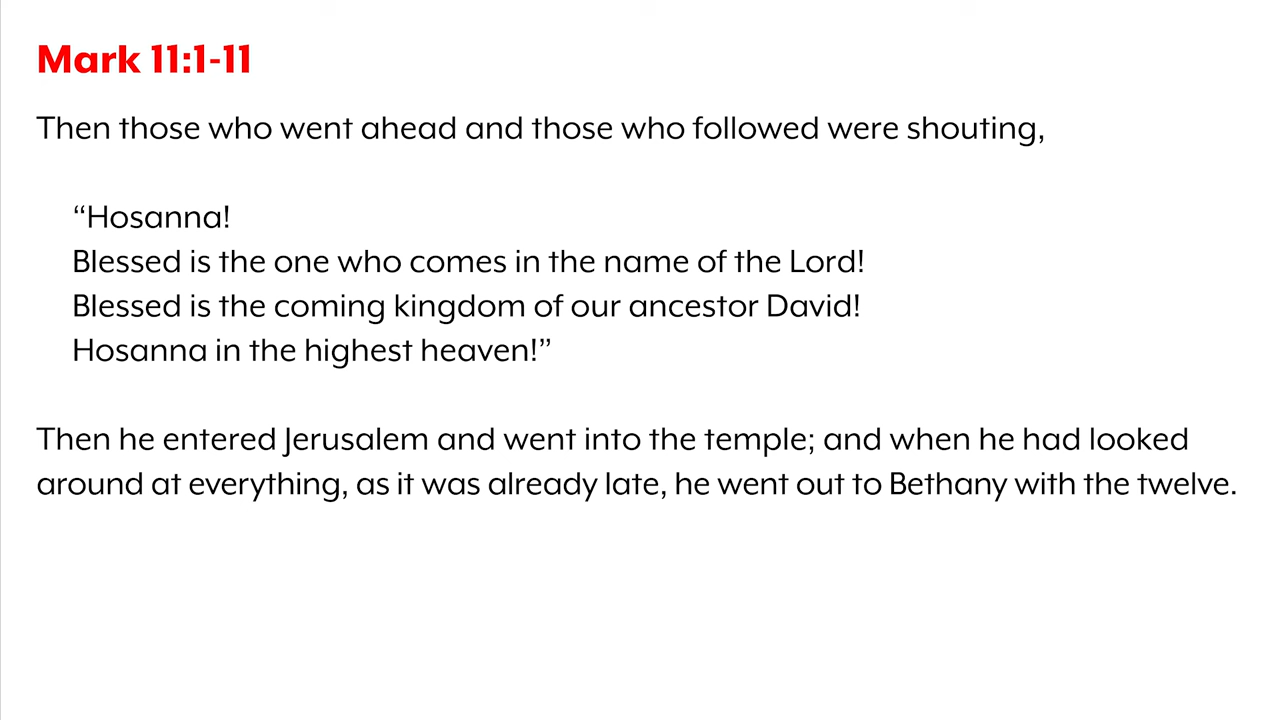 Mark 11:1-11
Then those who went ahead and those who followed were shouting,
“Hosanna!
Blessed is the one who comes in the name of the Lord!
Blessed is the coming kingdom of our ancestor David!
Hosanna in the highest heaven!”
Then he entered Jerusalem and went into the temple; and when he had looked
around at everything, as it was already late, he went out to Bethany with the twelve.